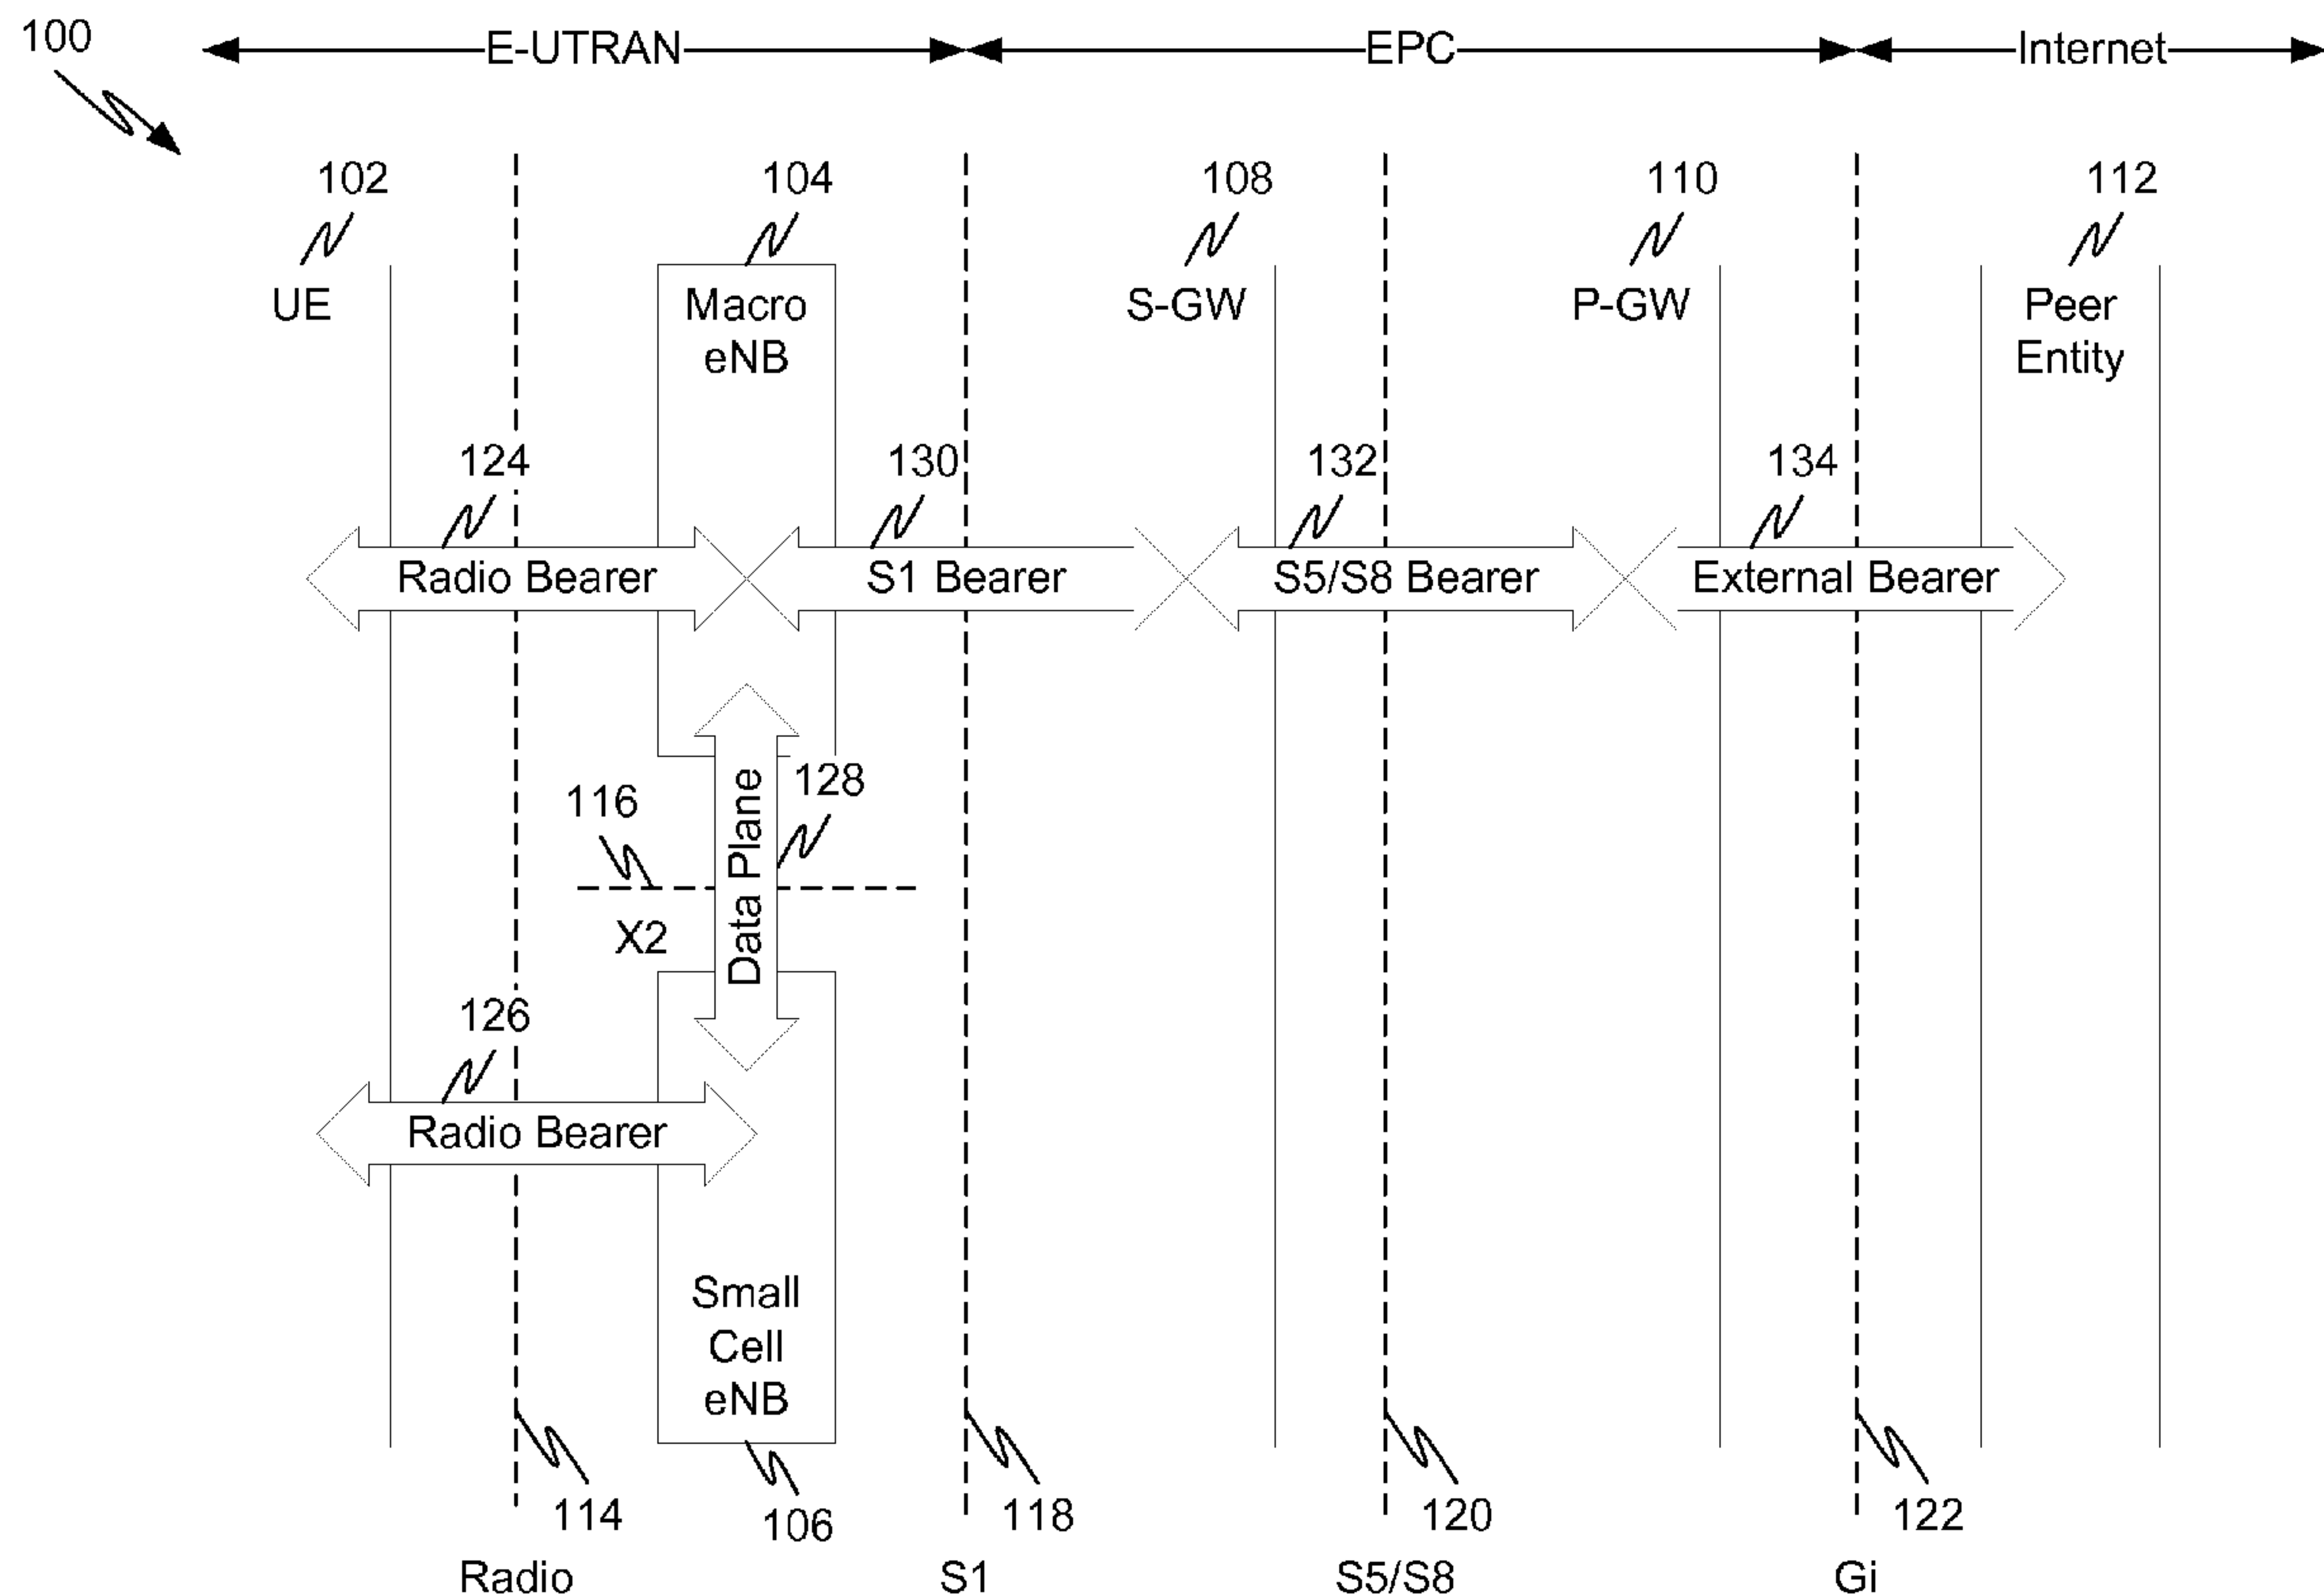 100
E-UTRAN
EPC
Internet
102
104
108
110
112
UE
Macro
eNB
S-GW
P-GW
Peer
Entity
124
130
132
134
Radio Bearer
S1 Bearer
S5/S8 Bearer
External Bearer
116
128
Data Plane
X2
126
Radio Bearer
Small
Cell
eNB
114
106
118
120
122
Radio
S1
S5/S8
Gi